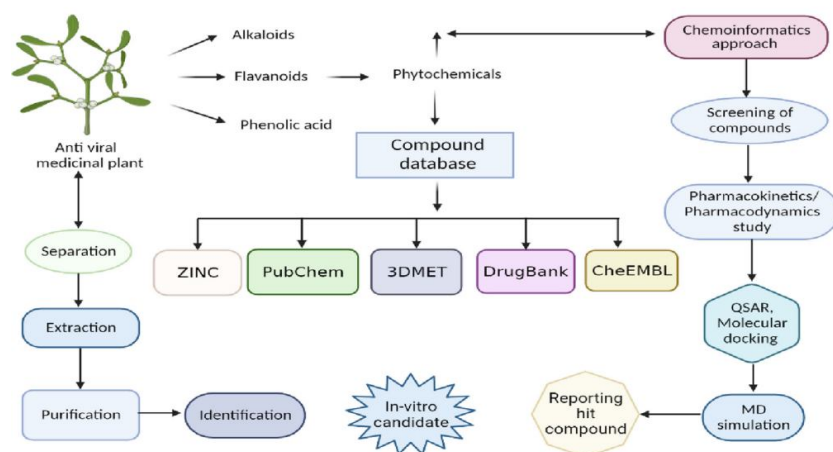 Alkaloids
Flavanoids
Phenolic acid
Phytochemicals
Chemoinformatics
approach
Anti viral
medicinal plant
Compound
database
Screening
of compounds
Pharmacokinetics/
Pharmacodynamics
study
Separation
ZINC
PubChem
3DMET
DrugBank
CheEMBL
Extraction
QSAR,
Molecular
docking
Purification
Identification
In-vitro
candidate
Reporting
hit
compound
MD
simulation